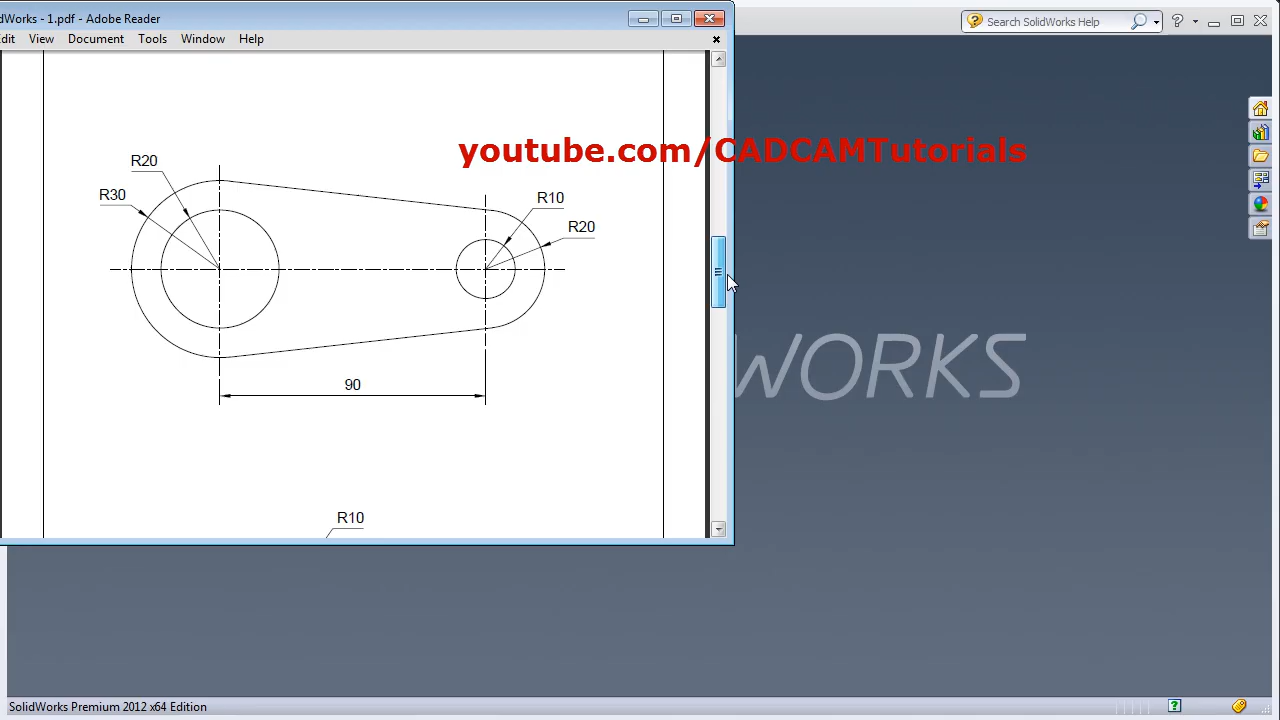 dWorks - 1.pdf - Adobe Reader
Search SolidWorks Help
dit View Document Tools Window Help
youtube.com/CADCAMTutorials
R20
R30
R10
R20
90
WORKS
R10
SolidWorks Premium 2012 x64 Edition